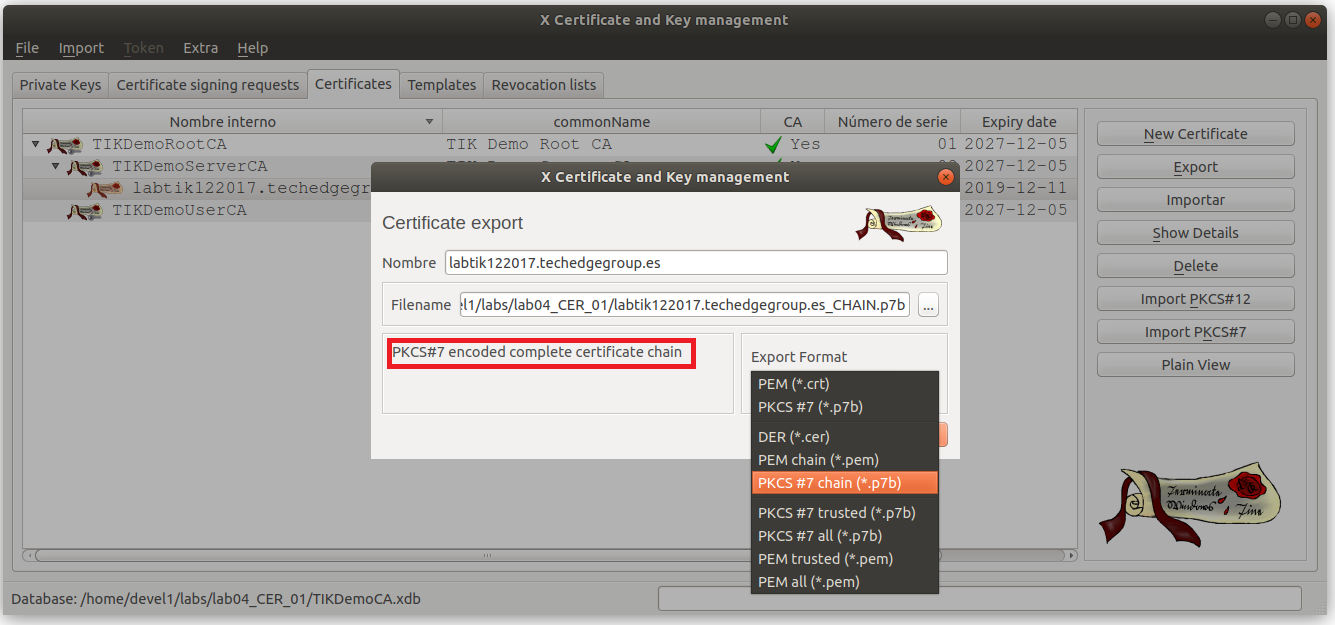 X Certificate and Key management
File Import Token Extra Help
Private Keys Certificate signing requests Certificates Templates Revocation lists
Nombre interno commonName CA Número de serie Expiry date
TIKDemoRootCA TIK Demo Root CA Yes 01 2027-12-05
TIKDemoServerCA 2027-12-05
labtik122017.techedgegr 2019-12-11
TIKDemoUserCA 2027-12-05
New Certificate
Export
Importar
Show Details
Delete
Import PKCS#12
Import PKCS#7
Plain View
X Certificate and Key management
Certificate export
Nombre labtik122017.techedgegroup.es
Filename el1/labs/lab04_CER_01/labtik122017.techedgegroup.es_CHAIN.p7b ...
PKCS#7 encoded complete certificate chain
Export Format
PEM (*.crt)
PKCS #7 (*.p7b)
DER (*.cer)
PEM chain (*.pem)
PKCS #7 chain (*.p7b)
PKCS #7 trusted (*.p7b)
PKCS #7 all (*.p7b)
PEM trusted (*.pem)
PEM all (*.pem)
Database: /home/devel1/labs/lab04_CER_01/TIKDemoCA.xdb